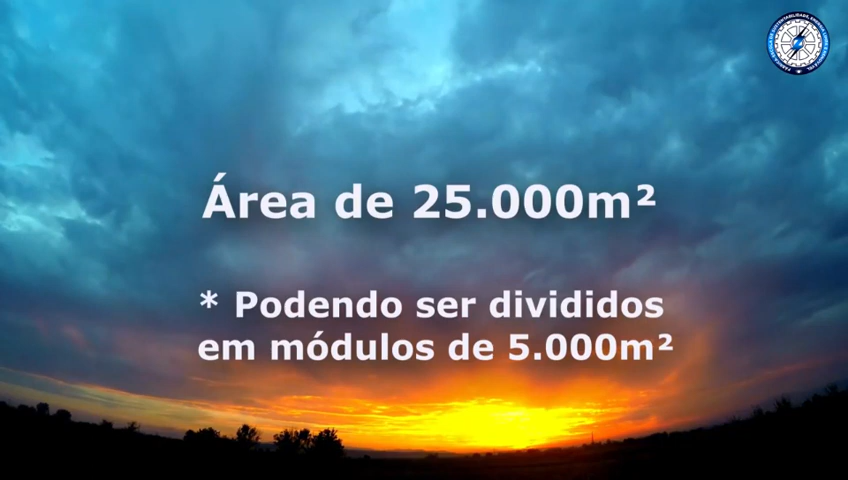 Área de 25.000m²
* Podendo ser divididos
em módulos de 5.000m²